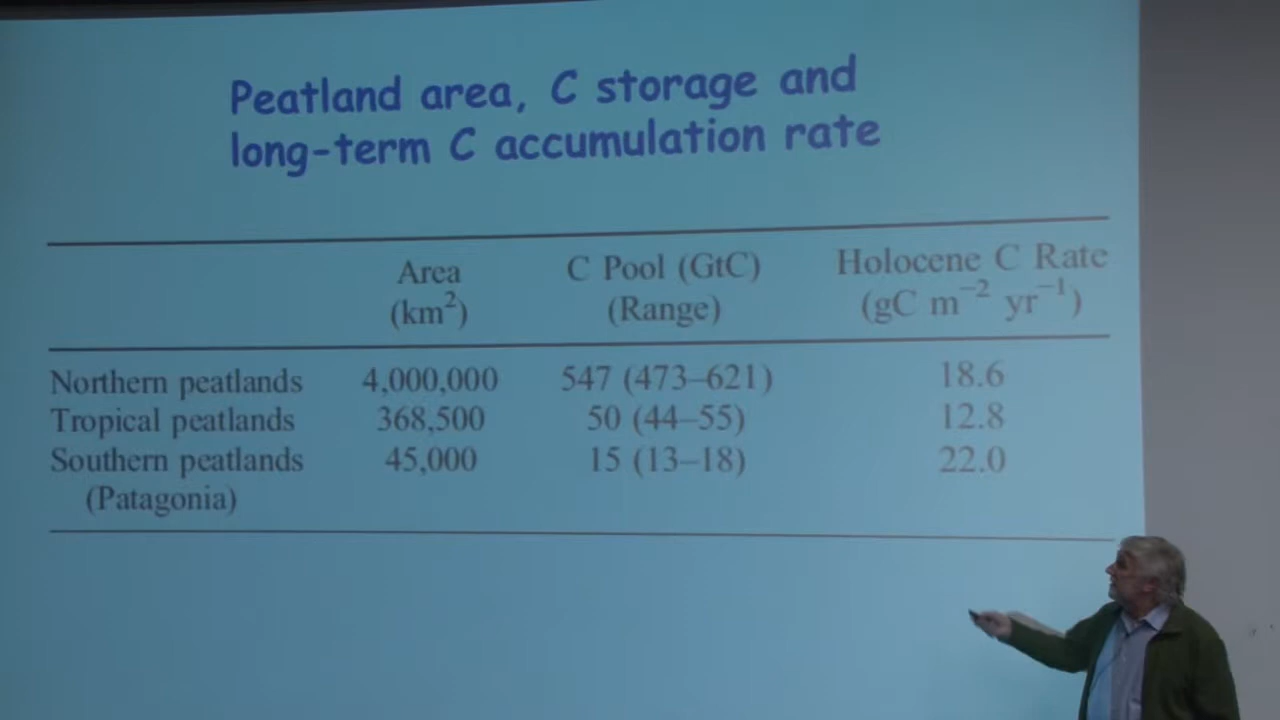 Peatland area, C storage and
long-term C accumulation rate
Area C Pool (GtC) Holocene C Rate
(km²) (Range) (gC m⁻² yr⁻¹)
Northern peatlands 4,000,000 547 (473–621) 18.6
Tropical peatlands 368,500 50 (44–55) 12.8
Southern peatlands 45,000 15 (13–18) 22.0
(Patagonia)